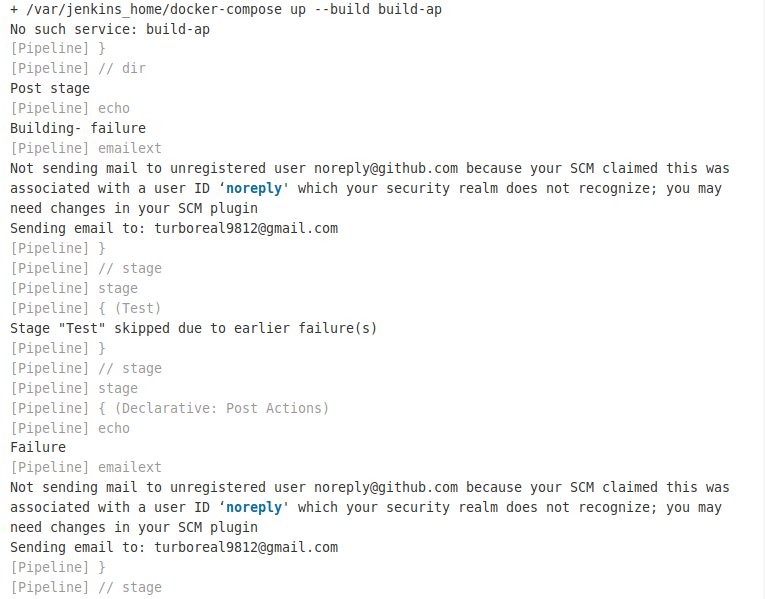 + /var/jenkins_home/docker-compose up --build build-ap
No such service: build-ap
[Pipeline] }
[Pipeline] // dir
Post stage
[Pipeline] echo
Building- failure
[Pipeline] emailext
Not sending mail to unregistered user noreply@github.com because your SCM claimed this was
associated with a user ID ‘noreply' which your security realm does not recognize; you may
need changes in your SCM plugin
Sending email to: turboreal9812@gmail.com
[Pipeline] }
[Pipeline] // stage
[Pipeline] stage
[Pipeline] { (Test)
Stage "Test" skipped due to earlier failure(s)
[Pipeline] }
[Pipeline] // stage
[Pipeline] stage
[Pipeline] { (Declarative: Post Actions)
[Pipeline] echo
Failure
[Pipeline] emailext
Not sending mail to unregistered user noreply@github.com because your SCM claimed this was
associated with a user ID ‘noreply' which your security realm does not recognize; you may
need changes in your SCM plugin
Sending email to: turboreal9812@gmail.com
[Pipeline] }
[Pipeline] // stage